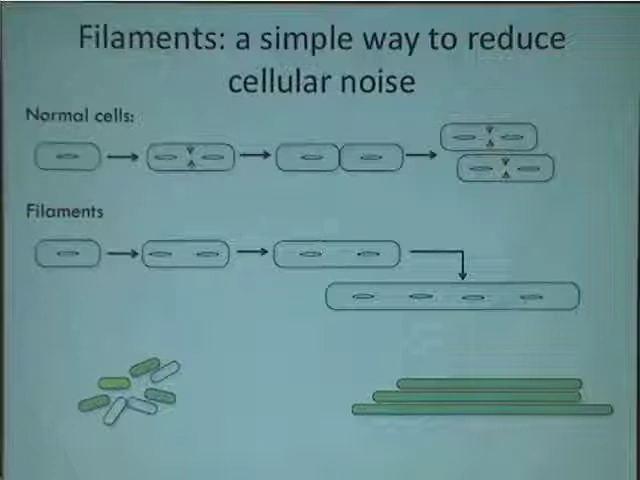 Filaments: a simple way to reduce
cellular noise
Normal cells:
Filaments